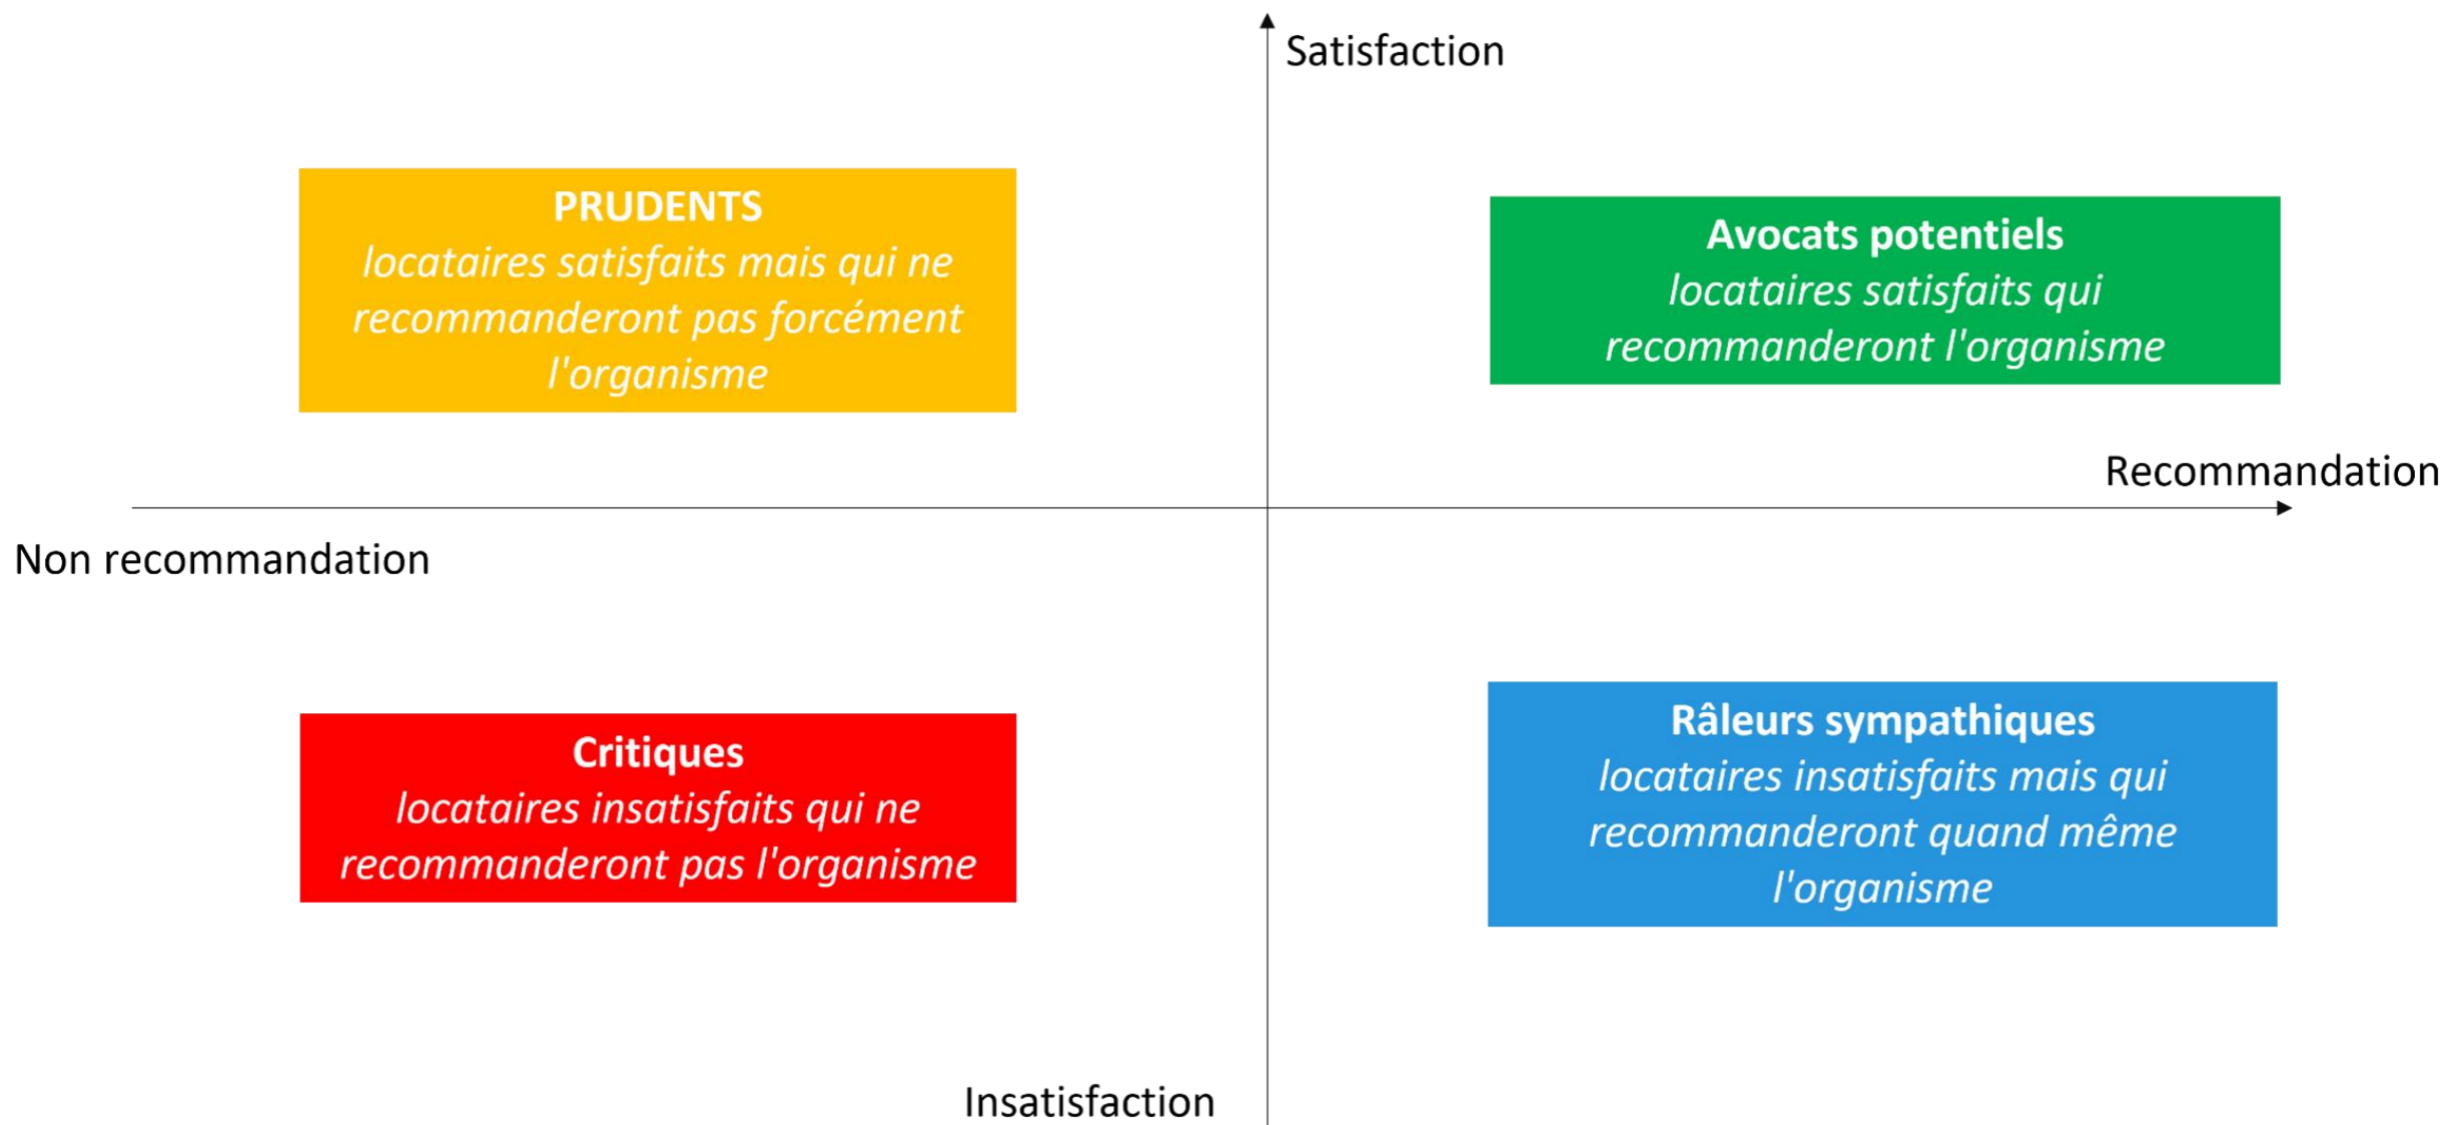 Satisfaction
PRUDENTS
locataires satisfaits mais qui ne
recommanderont pas forcément
l'organisme
Avocats potentiels
locataires satisfaits qui
recommanderont l'organisme
Recommandation
Non recommandation
Critiques
locataires insatisfaits qui ne
recommanderont pas l'organisme
Râleurs sympathiques
locataires insatisfaits mais qui
recommanderont quand même
l'organisme
Insatisfaction